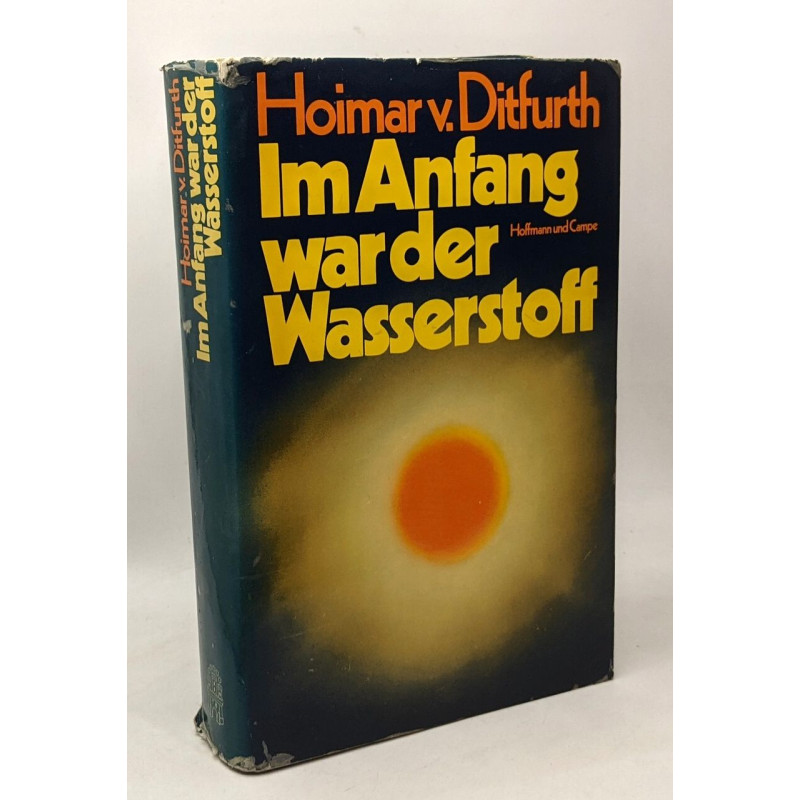 Hoimar v. Ditfurth
Im Anfang
war der
Hoffmann und Campe
Wasserstoff
Hoimar v. Ditfurth
Im Anfang war der
Wasserstoff